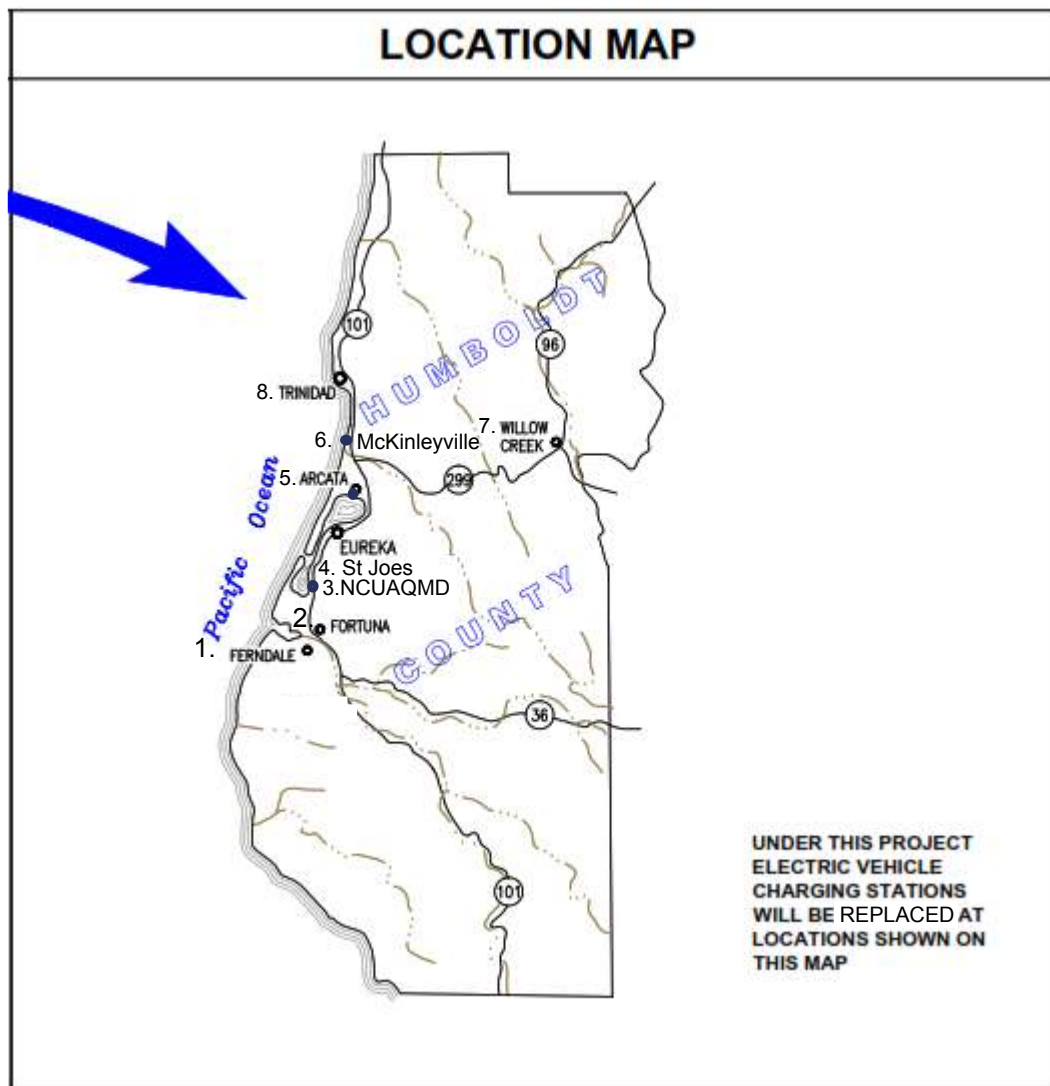 LOCATION MAP
101
HUMBOLDT
96
8. TRINIDAD
6. McKinleyville
7. WILLOW
CREEK
5. ARCATA
299
Pacific Ocean
EUREKA
4. St Joes
3.NCUAQMD
2. FORTUNA
1. FERNDALE
COUNTY
36
101
UNDER THIS PROJECT
ELECTRIC VEHICLE
CHARGING STATIONS
WILL BE REPLACED AT
LOCATIONS SHOWN ON
THIS MAP